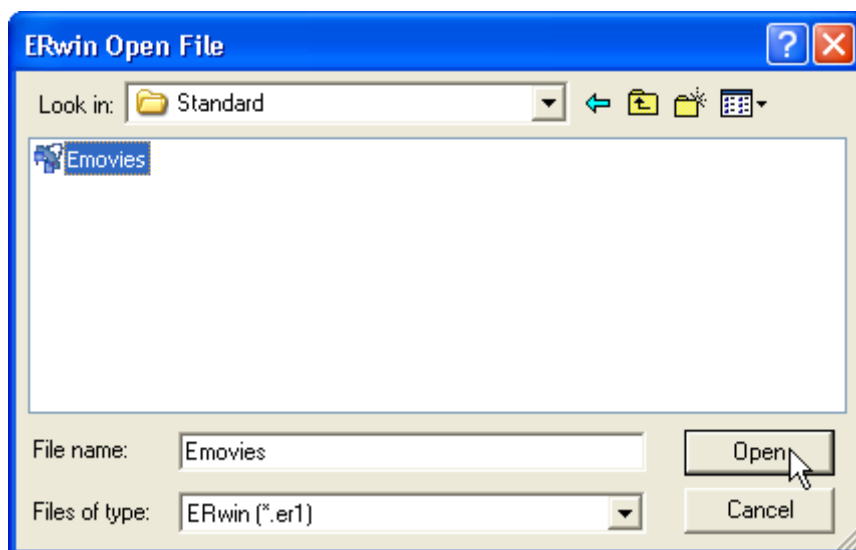 ERwin Open File
Look in: Standard
Emovies
File name: Emovies Open
Files of type: ERwin (*.er1) Cancel